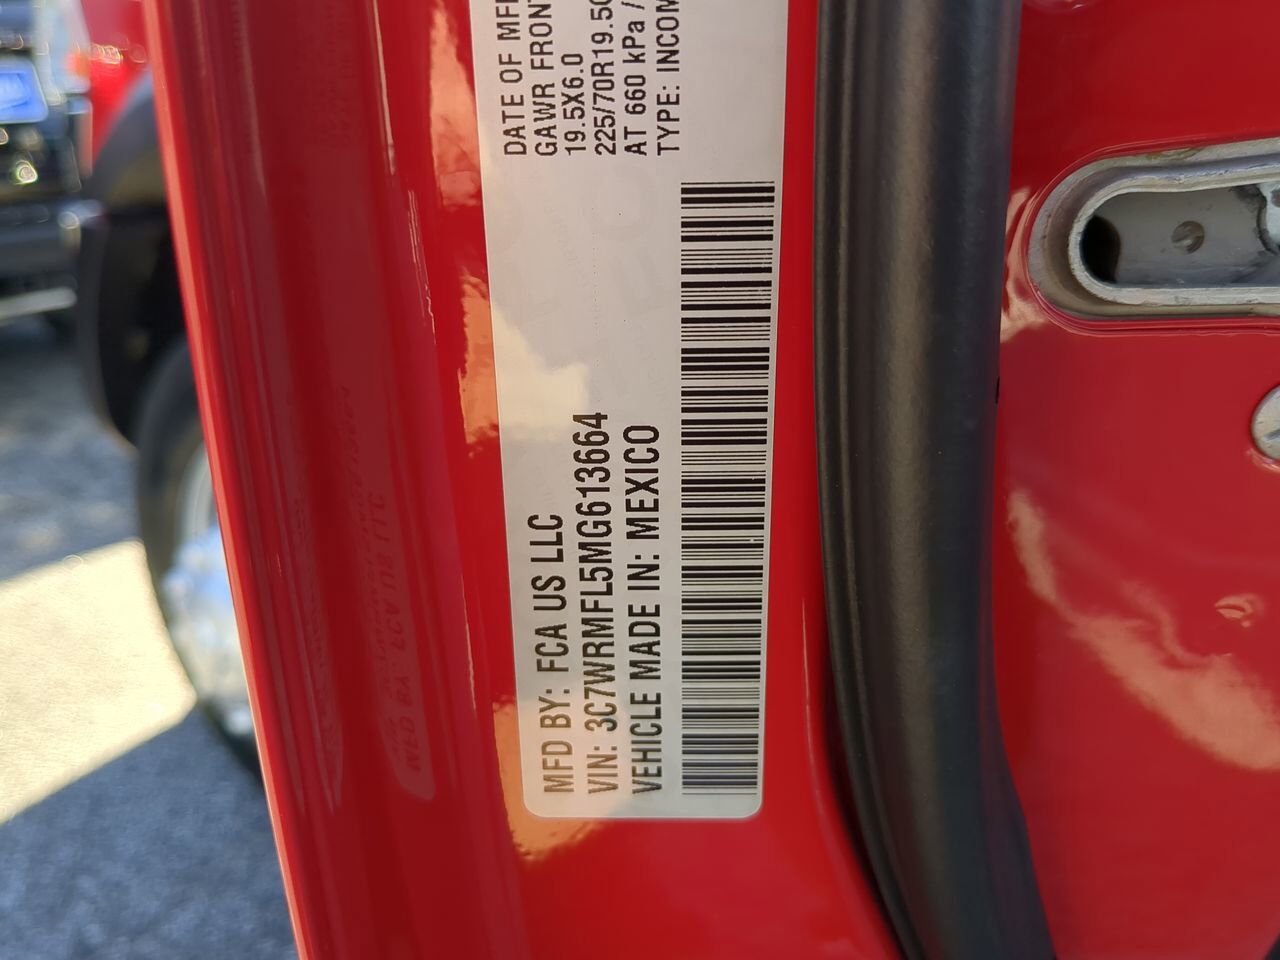 DATE OF MF
GAWR FRONT
19.5X6.0
225/70R19.5
AT 660 kPa /
TYPE: INCOM
MFD BY: FCA US LLC
VIN: 3C7WRMFL5MG613664
VEHICLE MADE IN: MEXICO